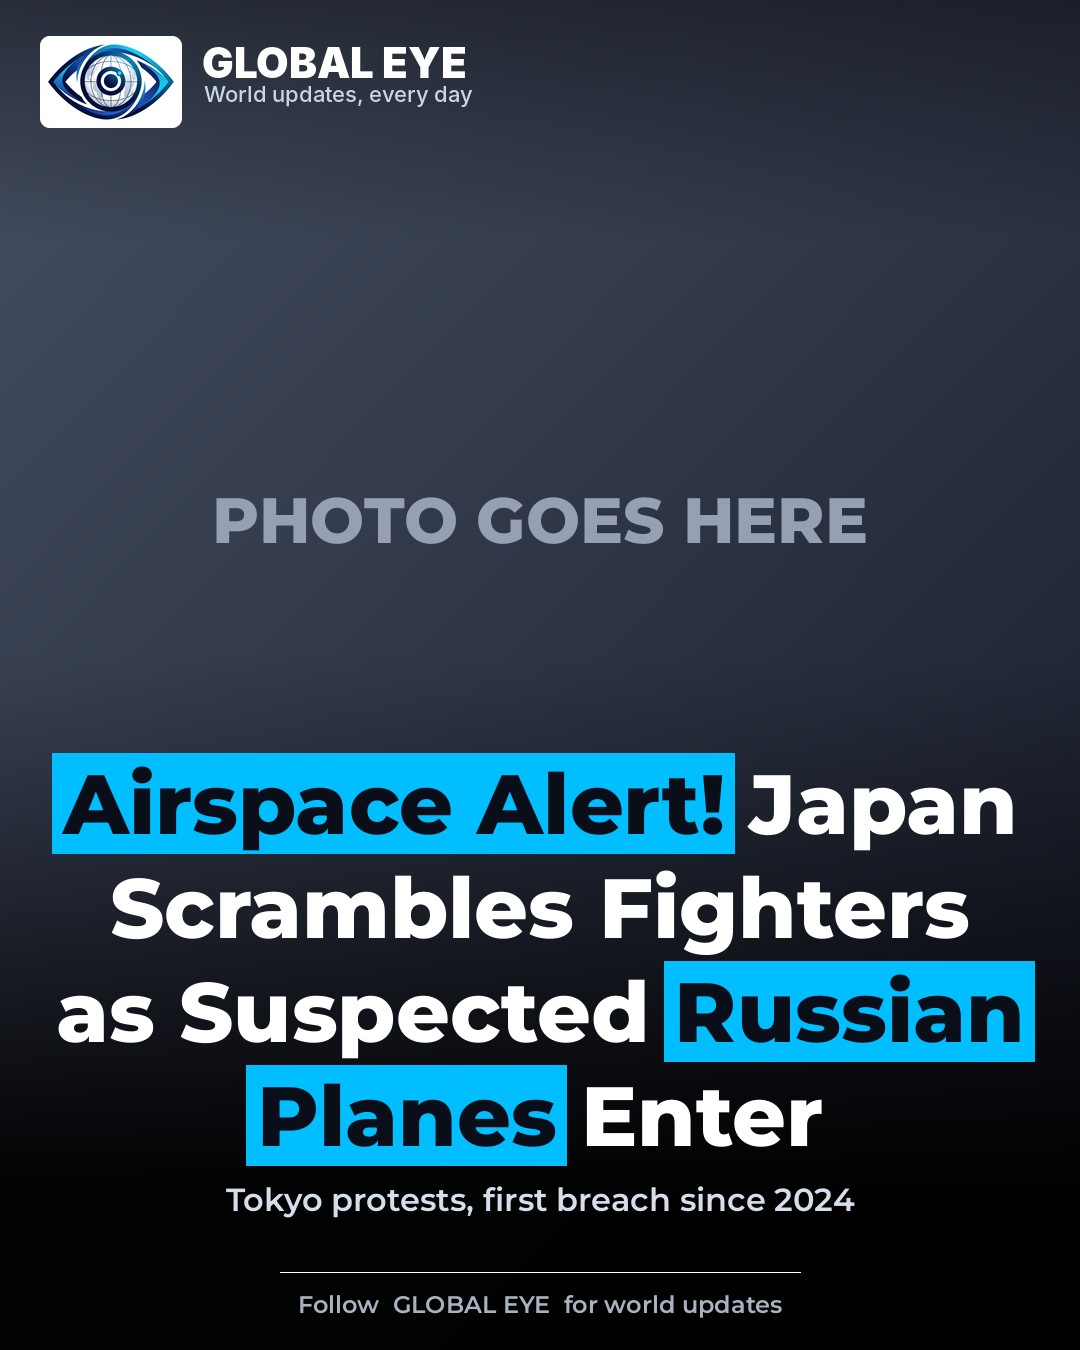 GLOBAL EYE
World updates, every day
PHOTO GOES HERE
Airspace Alert! Japan
Scrambles Fighters
as Suspected Russian
Planes Enter
Tokyo protests, first breach since 2024
Follow GLOBAL EYE for world updates